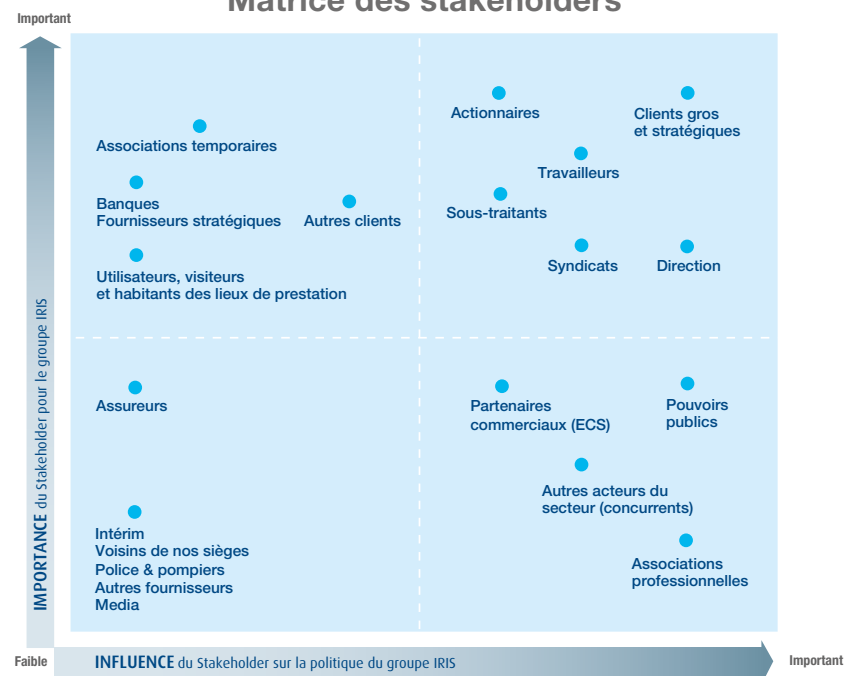 Matrice des stakeholders
Important
Actionnaires
Clients gros
et stratégiques
Associations temporaires
Travailleurs
Banques
Fournisseurs stratégiques
Autres clients
Sous-traitants
Utilisateurs, visiteurs
et habitants des lieux de prestation
Syndicats
Direction
IMPORTANCE du Stakeholder pour le groupe IRIS
Assureurs
Partenaires
commerciaux (ECS)
Pouvoirs
publics
Autres acteurs du
secteur (concurrents)
Intérim
Voisins de nos sièges
Police & pompiers
Autres fournisseurs
Media
Associations
professionnelles
Faible
INFLUENCE du Stakeholder sur la politique du groupe IRIS
Important